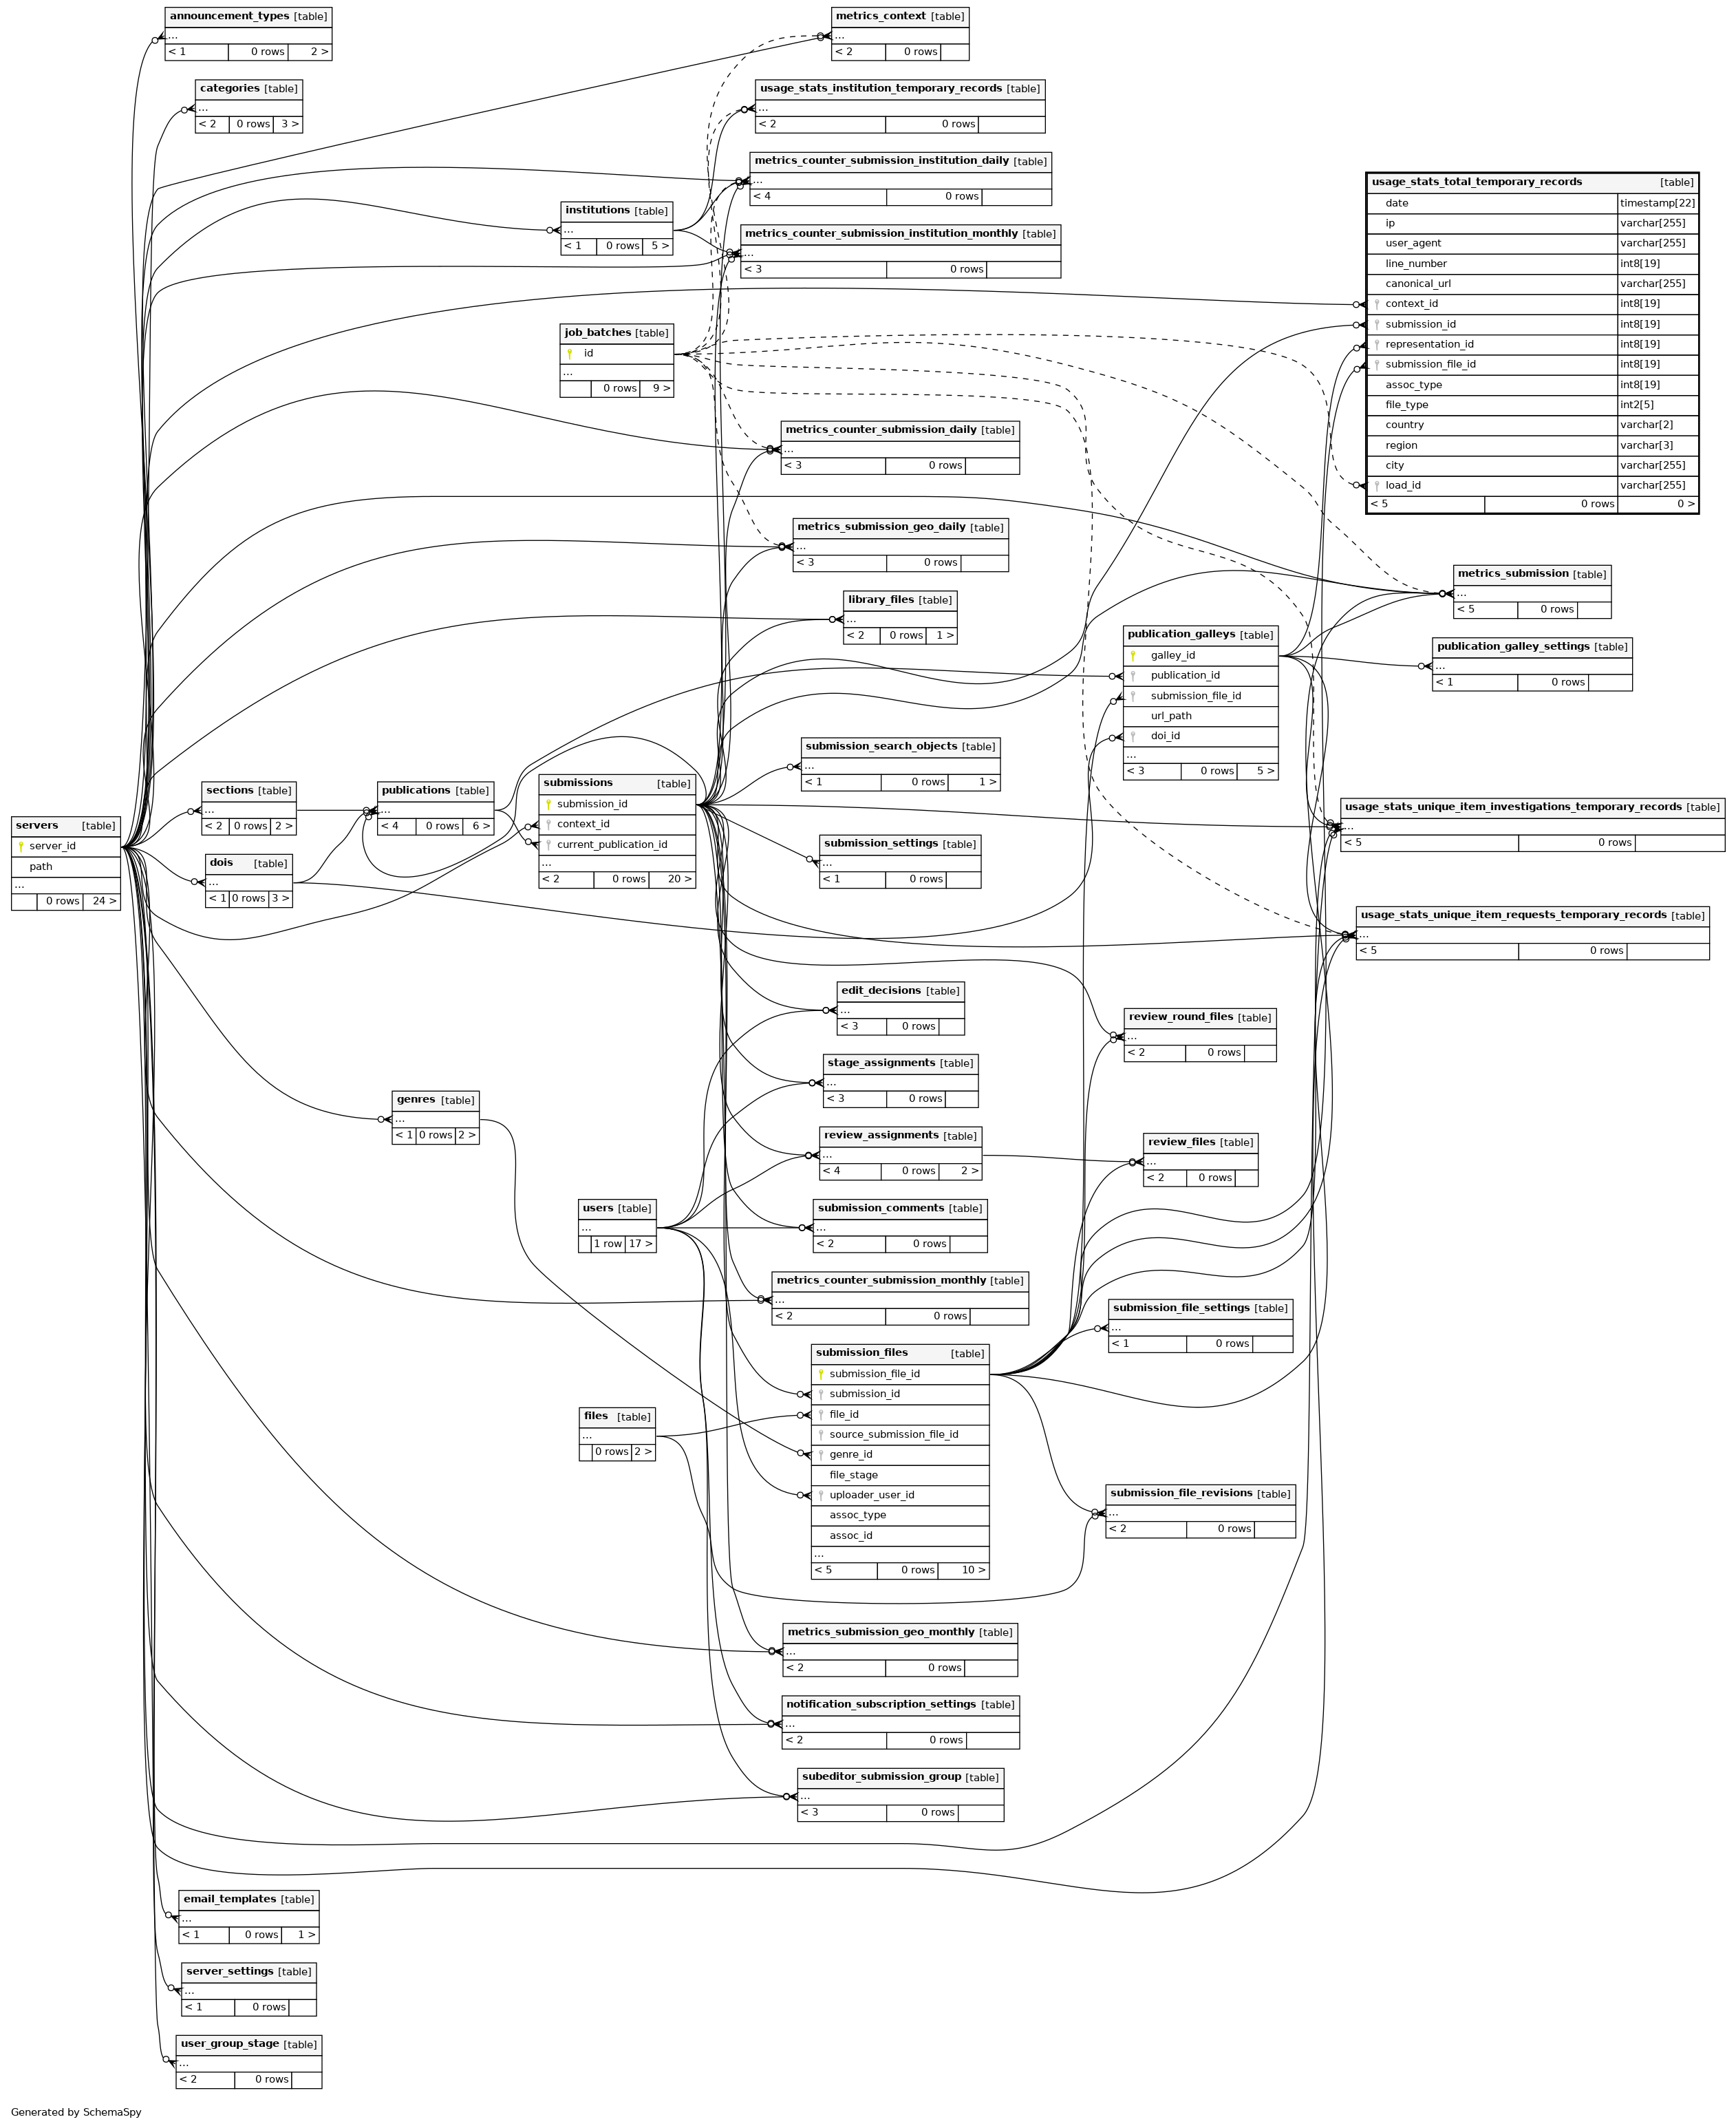 announcement_types [table]
...
< 1 0 rows 2 >
categories [table]
...
< 2 0 rows 3 >
metrics_context [table]
...
< 2 0 rows
usage_stats_institution_temporary_records [table]
...
< 2 0 rows
metrics_counter_submission_institution_daily [table]
...
< 4 0 rows
institutions [table]
...
< 1 0 rows 5 >
metrics_counter_submission_institution_monthly [table]
...
< 3 0 rows
usage_stats_total_temporary_records [table]
date timestamp[22]
ip varchar[255]
user_agent varchar[255]
line_number int8[19]
canonical_url varchar[255]
context_id int8[19]
submission_id int8[19]
representation_id int8[19]
submission_file_id int8[19]
assoc_type int8[19]
file_type int2[5]
country varchar[2]
region varchar[3]
city varchar[255]
load_id varchar[255]
< 5 0 rows 0 >
job_batches [table]
id
...
0 rows 9 >
metrics_counter_submission_daily [table]
...
< 3 0 rows
metrics_submission_geo_daily [table]
...
< 3 0 rows
library_files [table]
...
< 2 0 rows 1 >
metrics_submission [table]
...
< 5 0 rows
publication_galleys [table]
galley_id
publication_id
submission_file_id
url_path
doi_id
...
< 3 0 rows 5 >
publication_galley_settings [table]
...
< 1 0 rows
submission_search_objects [table]
...
< 1 0 rows 1 >
servers [table]
server_id
path
...
0 rows 24 >
sections [table]
...
< 2 0 rows 2 >
dois [table]
...
< 1 0 rows 3 >
publications [table]
...
< 4 0 rows 6 >
submissions [table]
submission_id
context_id
current_publication_id
...
< 2 0 rows 20 >
submission_settings [table]
...
< 1 0 rows
usage_stats_unique_item_investigations_temporary_records [table]
...
< 5 0 rows
usage_stats_unique_item_requests_temporary_records [table]
...
< 5 0 rows
edit_decisions [table]
...
< 3 0 rows
review_round_files [table]
...
< 2 0 rows
stage_assignments [table]
...
< 3 0 rows
genres [table]
...
< 1 0 rows 2 >
review_assignments [table]
...
< 4 0 rows 2 >
review_files [table]
...
< 2 0 rows
users [table]
...
1 row 17 >
submission_comments [table]
...
< 2 0 rows
metrics_counter_submission_monthly [table]
...
< 2 0 rows
submission_file_settings [table]
...
< 1 0 rows
submission_files [table]
submission_file_id
submission_id
file_id
source_submission_file_id
genre_id
file_stage
uploader_user_id
assoc_type
assoc_id
...
< 5 0 rows 10 >
files [table]
...
0 rows 2 >
submission_file_revisions [table]
...
< 2 0 rows
metrics_submission_geo_monthly [table]
...
< 2 0 rows
notification_subscription_settings [table]
...
< 2 0 rows
subeditor_submission_group [table]
...
< 3 0 rows
email_templates [table]
...
< 1 0 rows 1 >
server_settings [table]
...
< 1 0 rows
user_group_stage [table]
...
< 2 0 rows
Generated by SchemaSpy